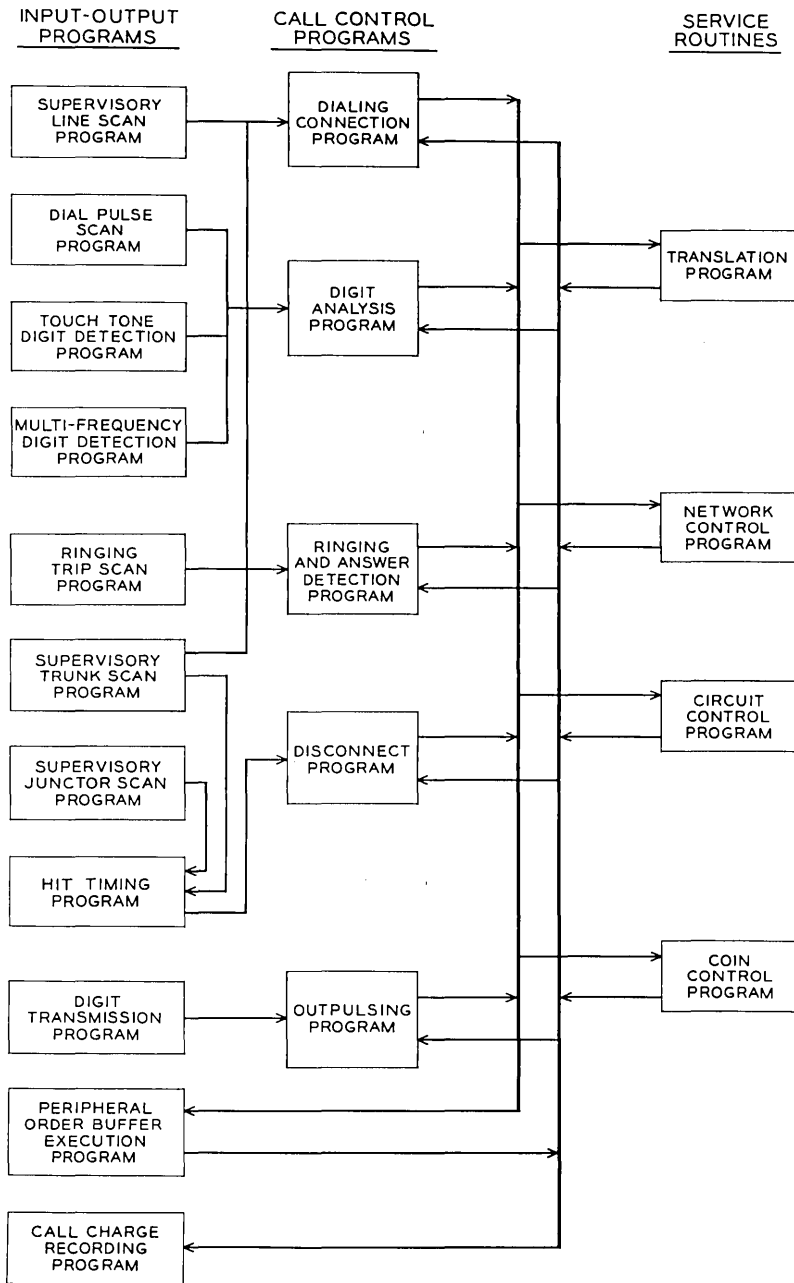 INPUT-OUTPUT
PROGRAMS
CALL CONTROL
PROGRAMS
SERVICE
ROUTINES
SUPERVISORY
LINE SCAN
PROGRAM
DIAL PULSE
SCAN
PROGRAM
TOUCH TONE
DIGIT DETECTION
PROGRAM
MULTI-FREQUENCY
DIGIT DETECTION
PROGRAM
RINGING
TRIP SCAN
PROGRAM
SUPERVISORY
TRUNK SCAN
PROGRAM
SUPERVISORY
JUNCTOR SCAN
PROGRAM
HIT TIMING
PROGRAM
DIGIT
TRANSMISSION
PROGRAM
PERIPHERAL
ORDER BUFFER
EXECUTION
PROGRAM
CALL CHARGE
RECORDING
PROGRAM
DIALING
CONNECTION
PROGRAM
DIGIT
ANALYSIS
PROGRAM
RINGING
AND ANSWER
DETECTION
PROGRAM
DISCONNECT
PROGRAM
OUTPULSING
PROGRAM
TRANSLATION
PROGRAM
NETWORK
CONTROL
PROGRAM
CIRCUIT
CONTROL
PROGRAM
COIN
CONTROL
PROGRAM